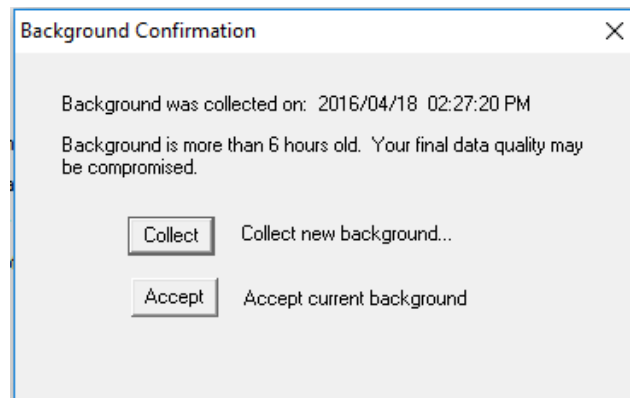 Background Confirmation
Background was collected on: 2016/04/18 02:27:20 PM
Background is more than 6 hours old. Your final data quality may
be compromised.
Collect Collect new background...
Accept Accept current background